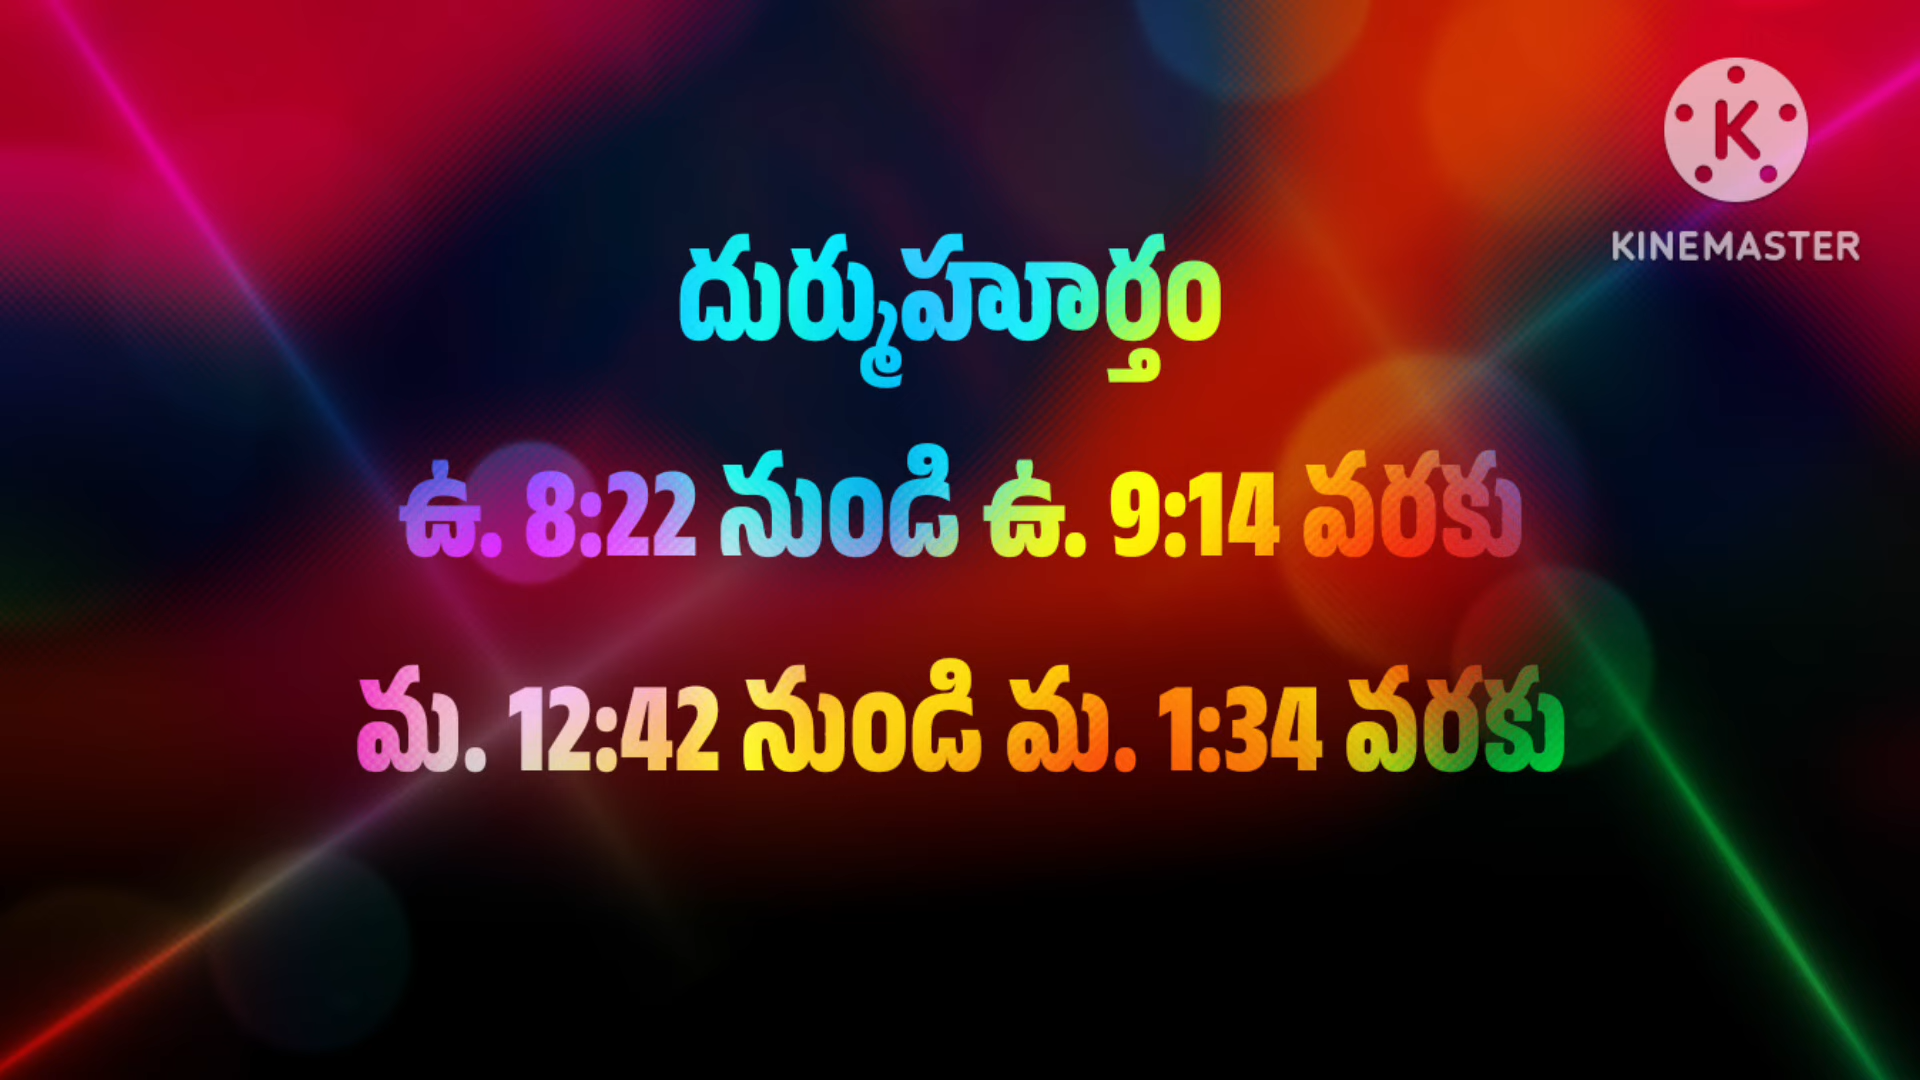 KINEMASTER
దుర్ముహూర్తం
ఉ. 8:22 నుండి ఉ. 9:14 వరకు
మ. 12:42 నుండి మ. 1:34 వరకు